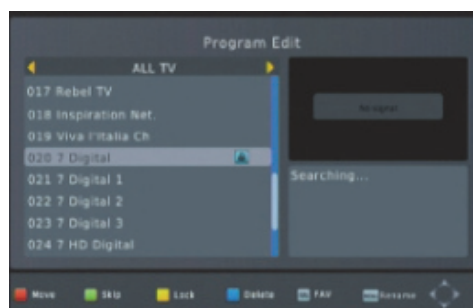 Program Edit
ALL TV
017 Rebel TV
018 Inspiration Net.
019 Viva l'Italia Ch
020 7 Digital
021 7 Digital 1
022 7 Digital 2
023 7 Digital 3
024 7 HD Digital
No signal
Searching...
Move Skip Lock Delete FAV Rename